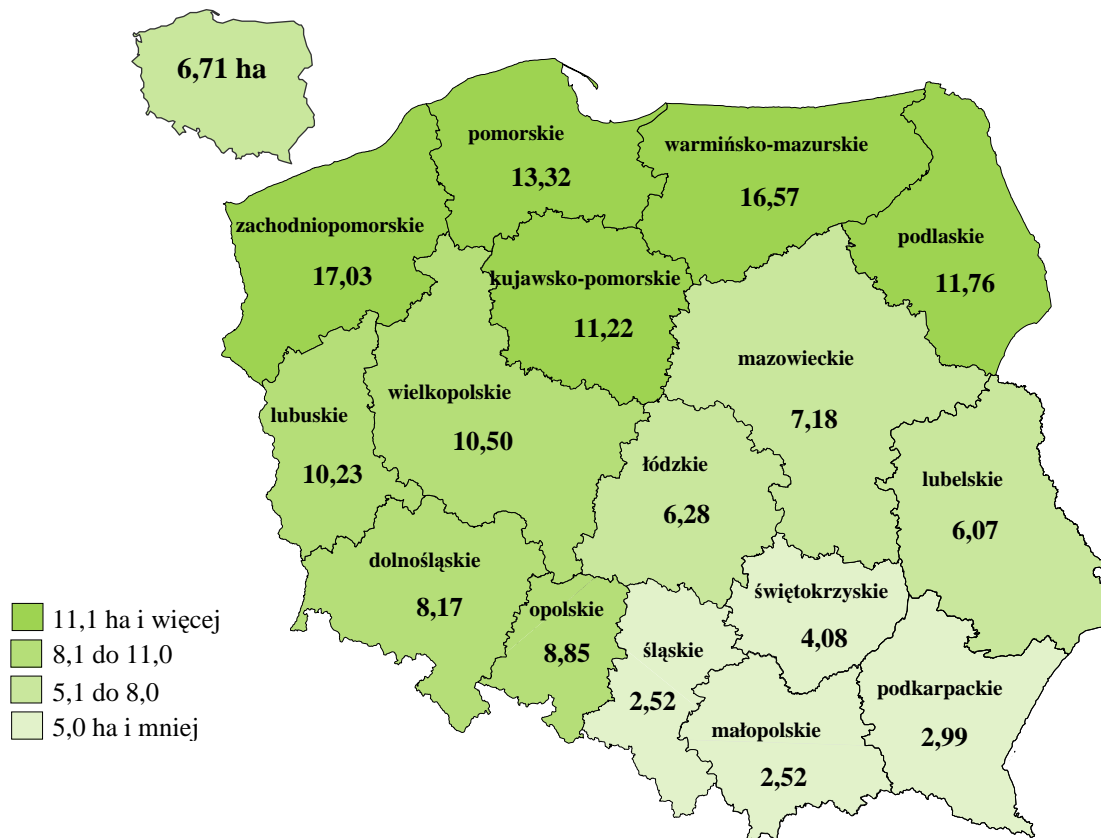 6,71 ha
pomorskie
13,32
warmińsko-mazurskie
16,57
zachodniopomorskie
17,03
podlaskie
11,76
kujawsko-pomorskie
11,22
mazowieckie
7,18
wielkopolskie
10,50
lubuskie
10,23
łódzkie
6,28
lubelskie
6,07
dolnośląskie
8,17
opolskie
8,85
świętokrzyskie
4,08
śląskie
2,52
podkarpackie
2,99
małopolskie
2,52
11,1 ha i więcej
8,1 do 11,0
5,1 do 8,0
5,0 ha i mniej